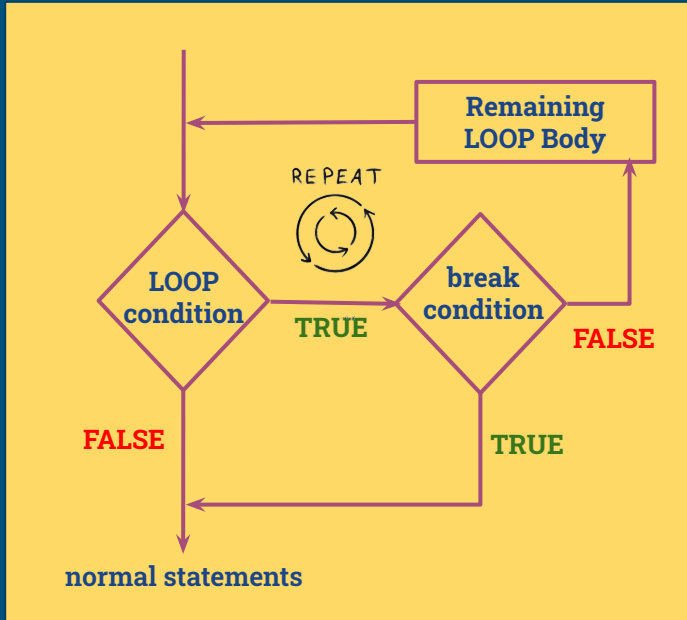 Remaining
LOOP Body
REPEAT
LOOP
condition
TRUE
break
condition
FALSE
FALSE
TRUE
normal statements